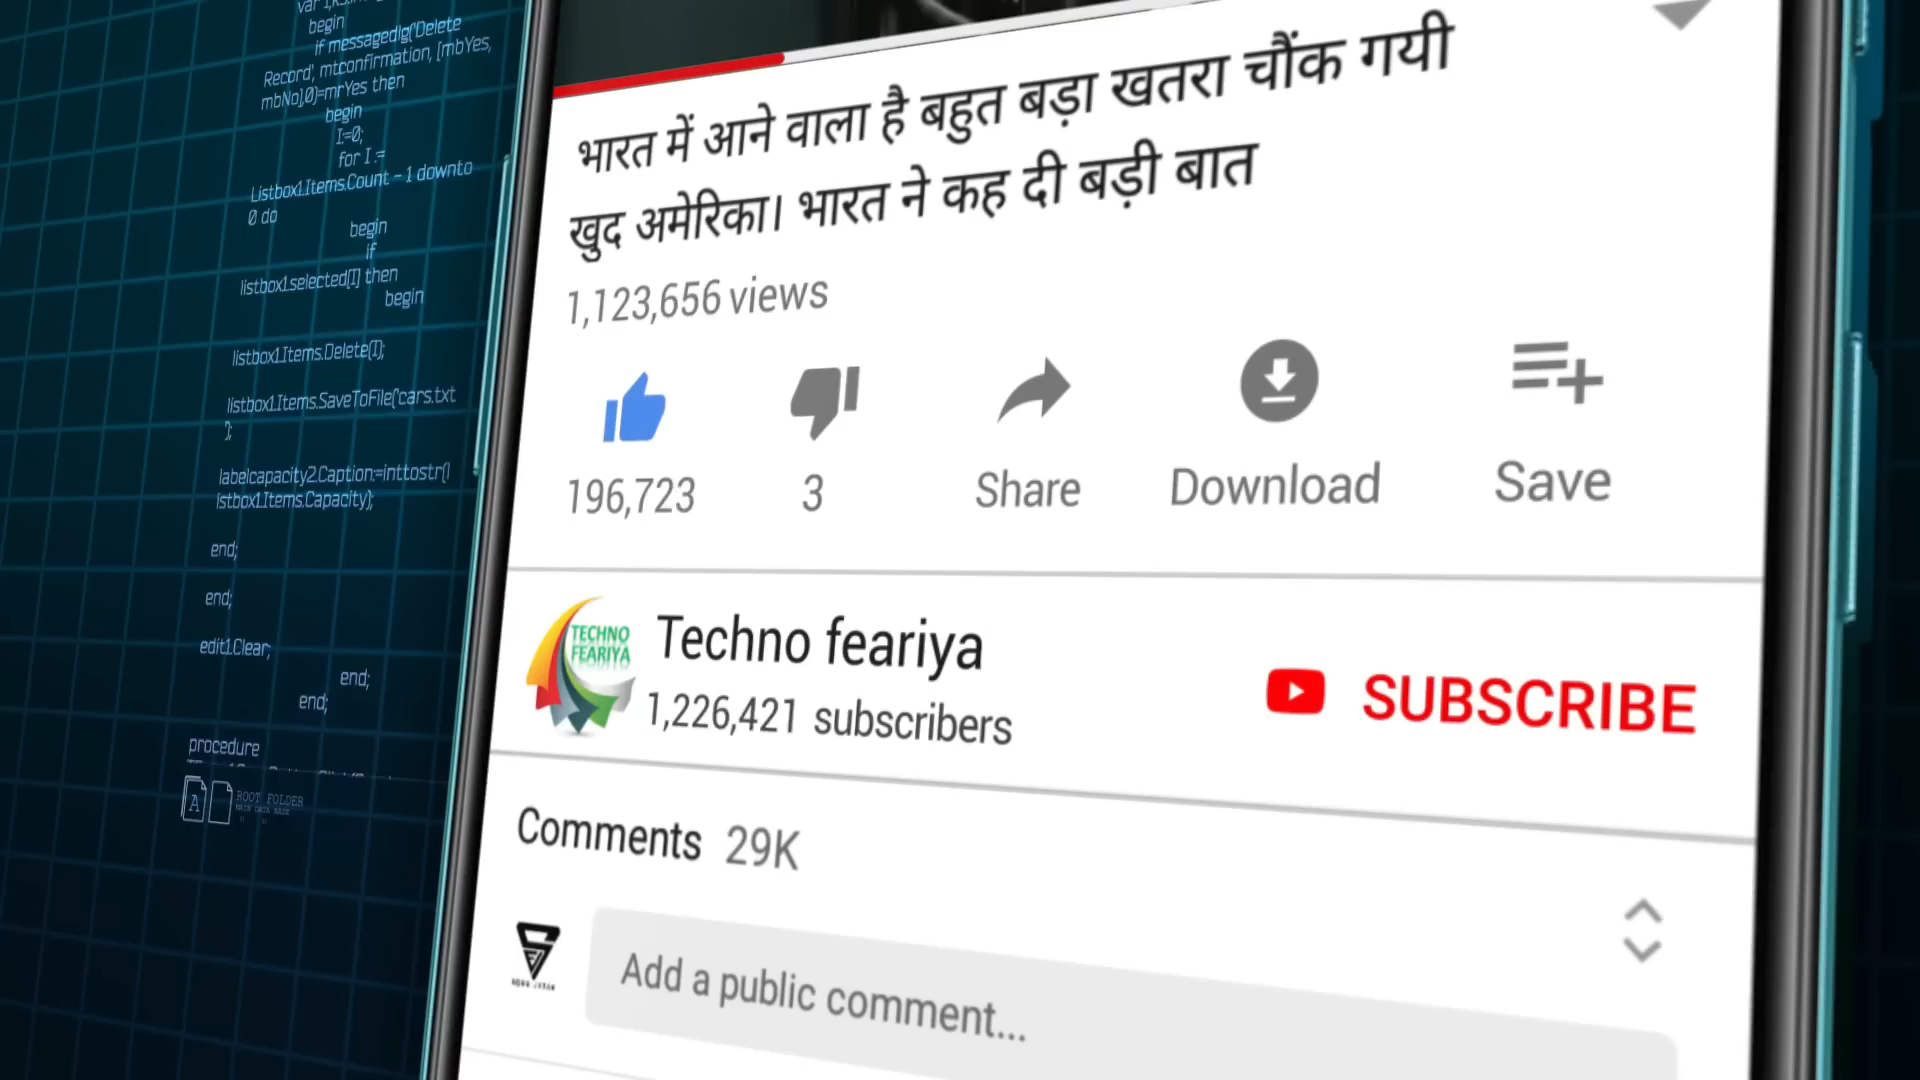 var i,k
begin
if messagedlg('Delete
Record', mtconfirmation, [mbYes,
mbNo],0)=mrYes then
begin
I:=0;
for I :=
Listbox1.Items.Count - 1 downto
0 do
begin
if
listbox1.selected[I] then
begin
listbox1.Items.Delete(I);
listbox1.Items.SaveToFile('cars.txt
');
labelcapacity2.Caption:=inttostr(l
istbox1.Items.Capacity);
end;
end;
edit1.Clear;
end;
end;
procedure
A
ROOT FOLDER
MAIN DATA BASE
भारत में आने वाला है बहुत बड़ा खतरा चौंक गयी
खुद अमेरिका। भारत ने कह दी बड़ी बात
1,123,656 views
196,723
3
Share
Download
Save
TECHNO
FEARIYA
Techno feariya
1,226,421 subscribers
SUBSCRIBE
Comments 29K
Add a public comment...